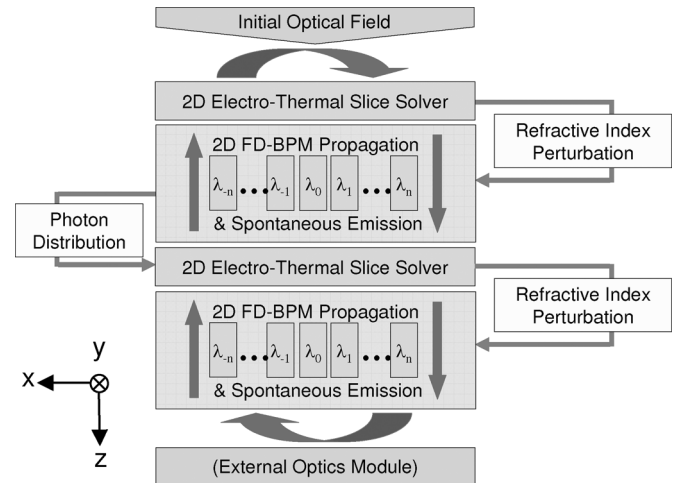 Initial Optical Field
2D Electro-Thermal Slice Solver
Refractive Index
Perturbation
2D FD-BPM Propagation
λ-n ••• λ-1 λ0 λ1 ••• λn
& Spontaneous Emission
Photon
Distribution
2D Electro-Thermal Slice Solver
Refractive Index
Perturbation
2D FD-BPM Propagation
λ-n ••• λ-1 λ0 λ1 ••• λn
& Spontaneous Emission
y
x
z
(External Optics Module)